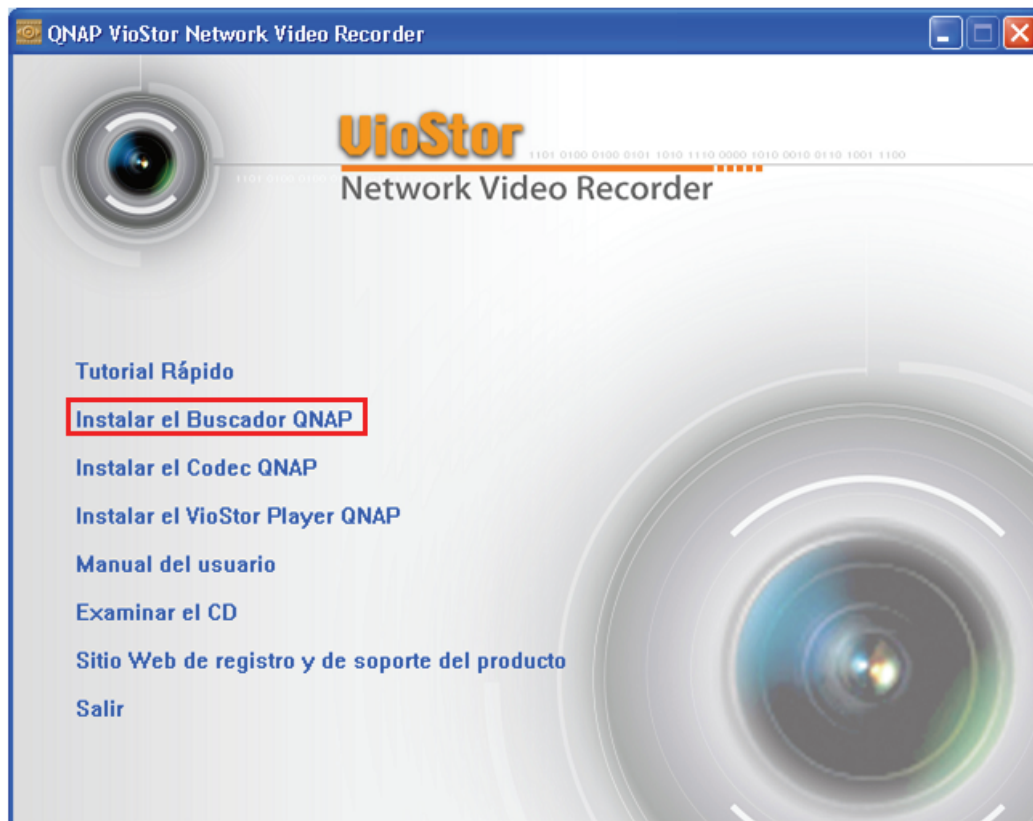 QNAP VioStor Network Video Recorder
VioStor
1101 0100 0100 0101 1010 1110 0000 1010 0010 0110 1001 1100
Network Video Recorder
Tutorial Rápido
Instalar el Buscador QNAP
Instalar el Codec QNAP
Instalar el VioStor Player QNAP
Manual del usuario
Examinar el CD
Sitio Web de registro y de soporte del producto
Salir